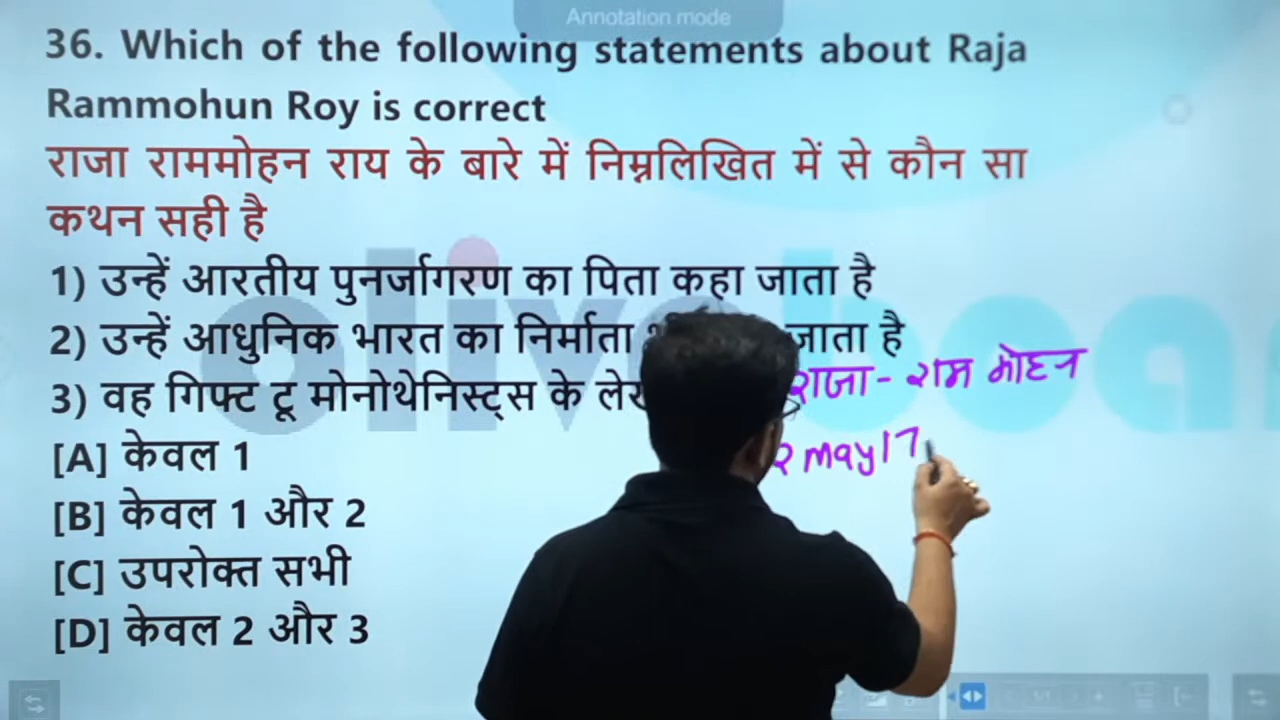 Annotation mode
36. Which of the following statements about Raja
Rammohun Roy is correct
राजा राममोहन राय के बारे में निम्नलिखित में से कौन सा
कथन सही है
1) उन्हें आरतीय पुनर्जागरण का पिता कहा जाता है
2) उन्हें आधुनिक भारत का निर्माता जाता है
3) वह गिफ्ट टू मोनोथेनिस्ट्स के
राजा - राम मोहन
2 may 17
[A] केवल 1
[B] केवल 1 और 2
[C] उपरोक्त सभी
[D] केवल 2 और 3